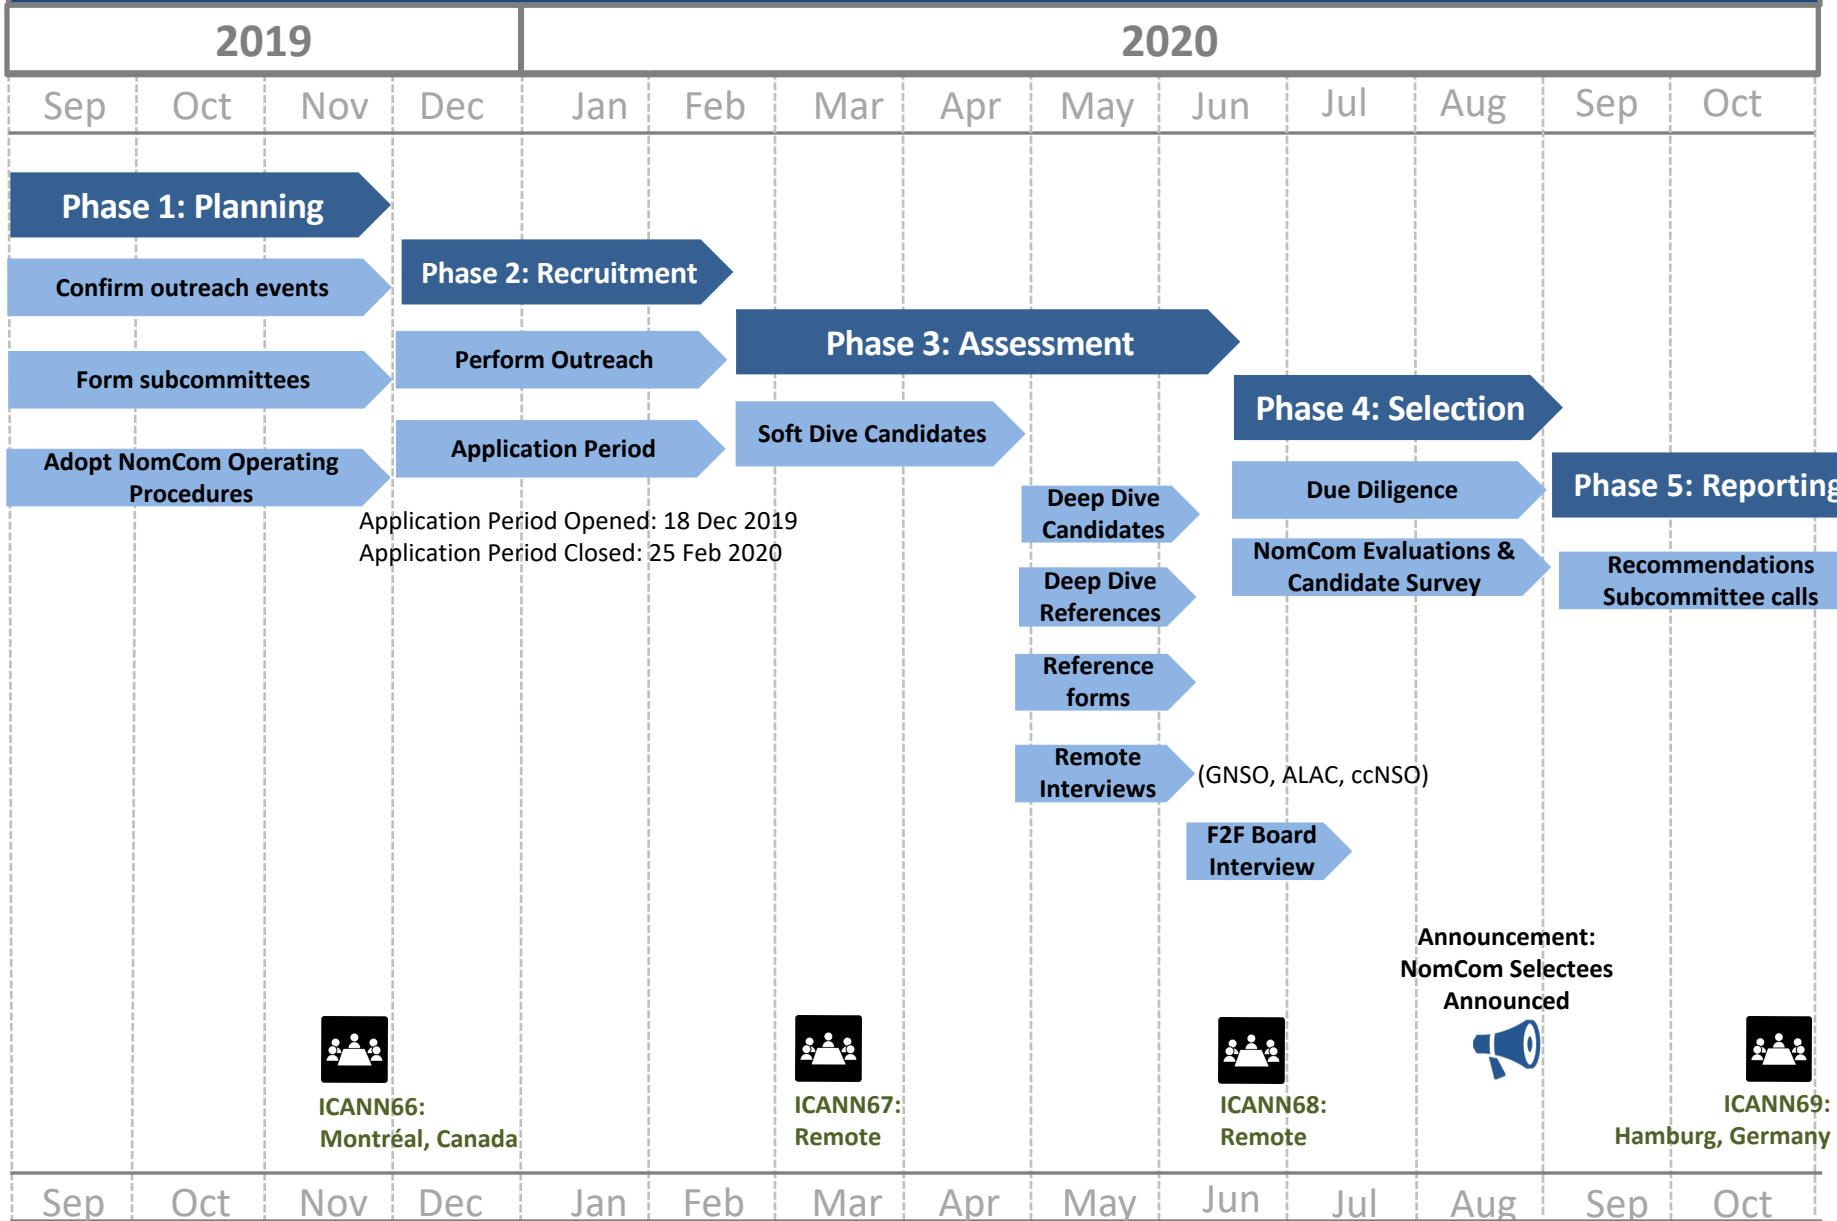 2019
2020
Sep Oct Nov Dec Jan Feb Mar Apr May Jun Jul Aug Sep Oct
Phase 1: Planning
Confirm outreach events
Form subcommittees
Adopt NomCom Operating
Procedures
Phase 2: Recruitment
Perform Outreach
Application Period
Application Period Opened: 18 Dec 2019
Application Period Closed: 25 Feb 2020
Phase 3: Assessment
Soft Dive Candidates
Deep Dive
Candidates
Deep Dive
References
Reference
forms
Remote
Interviews
(GNSO, ALAC, ccNSO)
F2F Board
Interview
Phase 4: Selection
Due Diligence
NomCom Evaluations &
Candidate Survey
Phase 5: Reporting
Recommendations
Subcommittee calls
Announcement:
NomCom Selectees
Announced
ICANN66:
Montréal, Canada
ICANN67:
Remote
ICANN68:
Remote
ICANN69:
Hamburg, Germany
Sep Oct Nov Dec Jan Feb Mar Apr May Jun Jul Aug Sep Oct